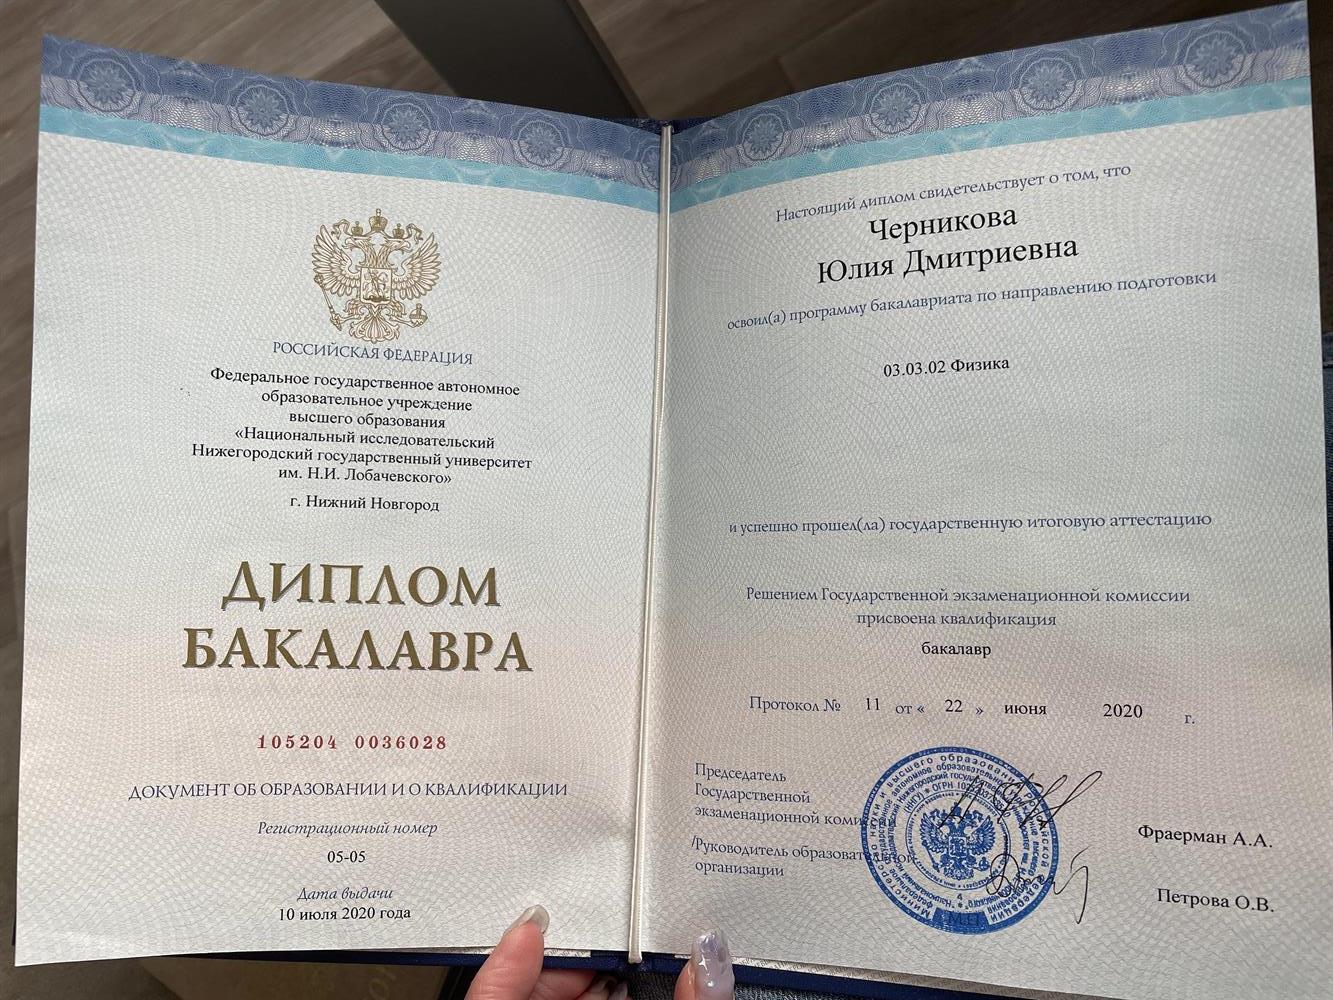 РОССИЙСКАЯ ФЕДЕРАЦИЯ
Федеральное государственное автономное
образовательное учреждение
высшего образования
«Национальный исследовательский
Нижегородский государственный университет
им. Н.И. Лобачевского»
г. Нижний Новгород
ДИПЛОМ
БАКАЛАВРА
105204 0036028
ДОКУМЕНТ ОБ ОБРАЗОВАНИИ И О КВАЛИФИКАЦИИ
Регистрационный номер
05-05
Дата выдачи
10 июля 2020 года
Настоящий диплом свидетельствует о том, что
Черникова
Юлия Дмитриевна
освоил(а) программу бакалавриата по направлению подготовки
03.03.02 Физика
и успешно прошел(ла) государственную итоговую аттестацию
Решением Государственной экзаменационной комиссии
присвоена квалификация
бакалавр
Протокол № 11 от « 22 » июня 2020 г.
Председатель
Государственной
экзаменационной комиссии
Фраерман А.А.
/Руководитель образовательной
организации
Петрова О.В.
М.П.